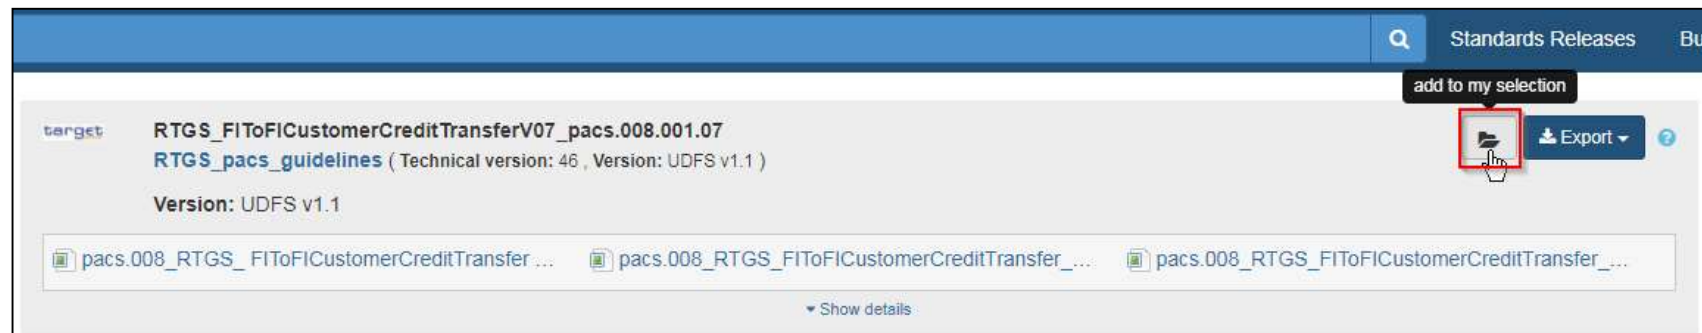 Standards Releases Bu
add to my selection
target RTGS_FIToFICustomerCreditTransferV07_pacs.008.001.07
Export
RTGS_pacs_guidelines ( Technical version: 46 , Version: UDFS v1.1 )
Version: UDFS v1.1
pacs.008_RTGS_ FIToFICustomerCreditTransfer ... pacs.008_RTGS_FIToFICustomerCreditTransfer_... pacs.008_RTGS_FIToFICustomerCreditTransfer_...
Show details